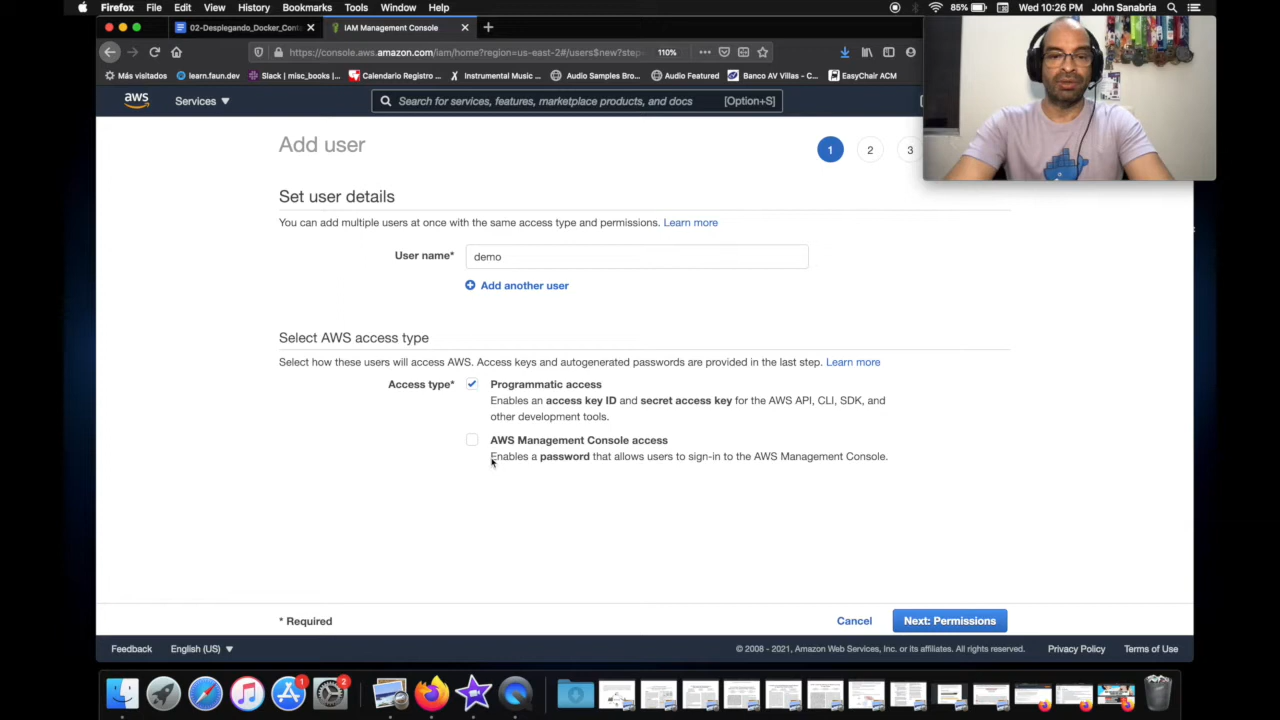 Firefox File Edit View History Bookmarks Tools Window Help 85% Wed 10:26 PM John Sanabria
02-Desplegando_Docker_Cont IAM Management Console
https://console.aws.amazon.com/iam/home?region=us-east-2#/users$new?step= 110%
Más visitados learn.faun.dev Slack | misc_books |... Calendario Registro ... Instrumental Music ... Audio Samples Bro... Audio Featured Banco AV Villas - C... EasyChair ACM
aws Services Search for services, features, marketplace products, and docs [Option+S]
Add user 1 2 3
Set user details
You can add multiple users at once with the same access type and permissions. Learn more
User name* demo
Add another user
Select AWS access type
Select how these users will access AWS. Access keys and autogenerated passwords are provided in the last step. Learn more
Access type* Programmatic access
Enables an access key ID and secret access key for the AWS API, CLI, SDK, and
other development tools.
AWS Management Console access
Enables a password that allows users to sign-in to the AWS Management Console.
* Required Cancel Next: Permissions
Feedback English (US) © 2008 - 2021, Amazon Web Services, Inc. or its affiliates. All rights reserved. Privacy Policy Terms of Use
1 2